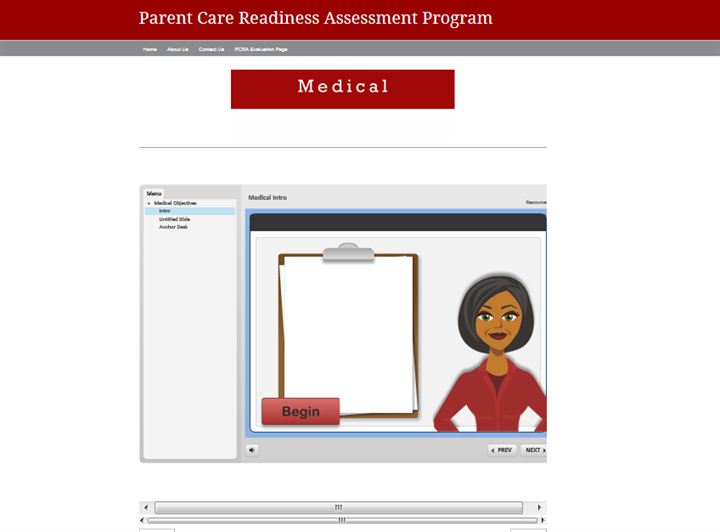 Parent Care Readiness Assessment Program
Home About Us Contact Us PCRA Evaluation Page
Medical
Menu
Medical Objectives
Intro
Untitled Slide
Anchor Desk
Medical Intro
Resource
Begin
PREV NEXT